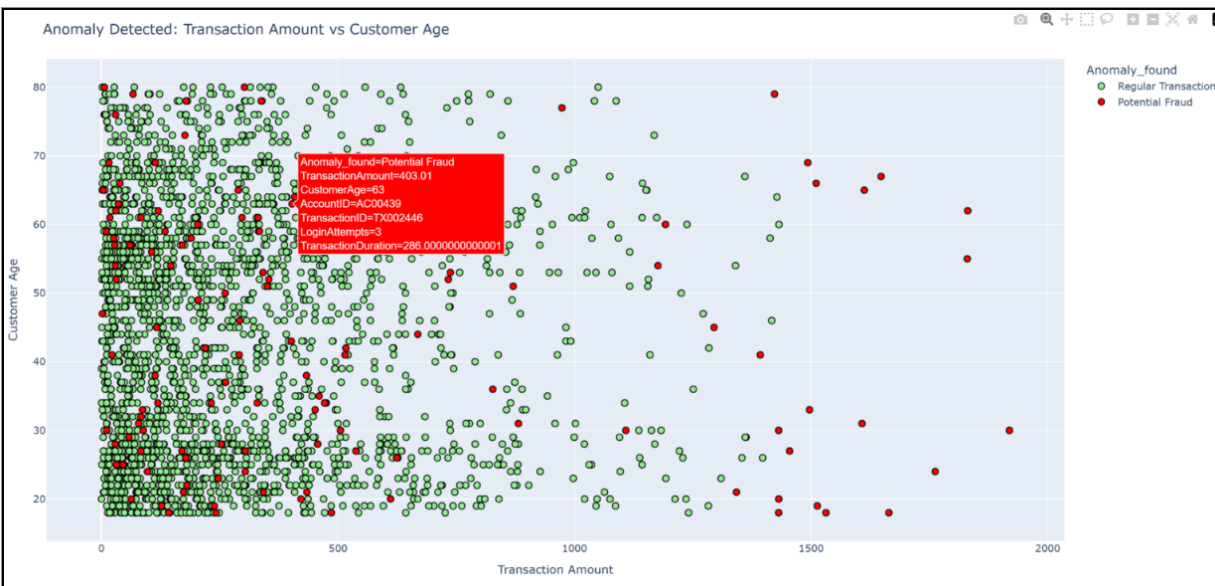 Anomaly Detected: Transaction Amount vs Customer Age
Anomaly_found
Regular Transaction
Potential Fraud
Customer Age
80
70
60
50
40
30
20
Anomaly_found=Potential Fraud
TransactionAmount=403.01
CustomerAge=63
AccountID=AC00439
TransactionID=TX002446
LoginAttempts=3
TransactionDuration=286.0000000000001
0
500
1000
1500
2000
Transaction Amount